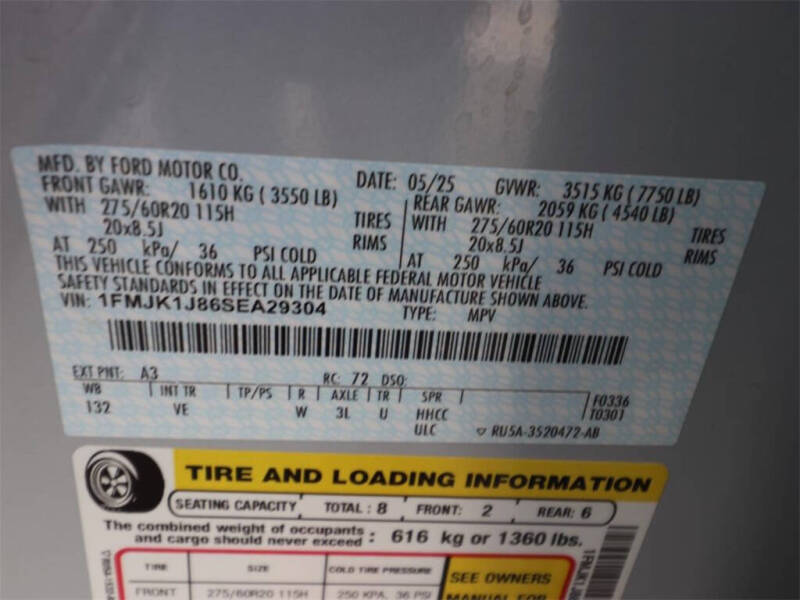 MFD. BY FORD MOTOR CO. DATE: 05/25 GVWR: 3515 KG ( 7750 LB)
FRONT GAWR: 1610 KG ( 3550 LB) REAR GAWR: 2059 KG ( 4540 LB)
WITH 275/60R20 115H TIRES WITH 275/60R20 115H TIRES
20x8.5J RIMS 20x8.5J RIMS
AT 250 kPa/ 36 PSI COLD AT 250 kPa/ 36 PSI COLD
THIS VEHICLE CONFORMS TO ALL APPLICABLE FEDERAL MOTOR VEHICLE
SAFETY STANDARDS IN EFFECT ON THE DATE OF MANUFACTURE SHOWN ABOVE.
VIN: 1FMJK1J86SEA29304 TYPE: MPV
EXT PNT: A3 RC: 72 DSO:
WB INT TR TP/PS R AXLE TR SPR F0336
132 VE W 3L U HHCC T0301
ULC ▽ RU5A-3520472-AB
TIRE AND LOADING INFORMATION
SEATING CAPACITY TOTAL: 8 FRONT: 2 REAR: 6
The combined weight of occupants
and cargo should never exceed : 616 kg or 1360 lbs.
TIRE SIZE COLD TIRE PRESSURE SEE OWNERS
FRONT 275/60R20 115H 250 KPA, 36 PSI MANUAL FOR